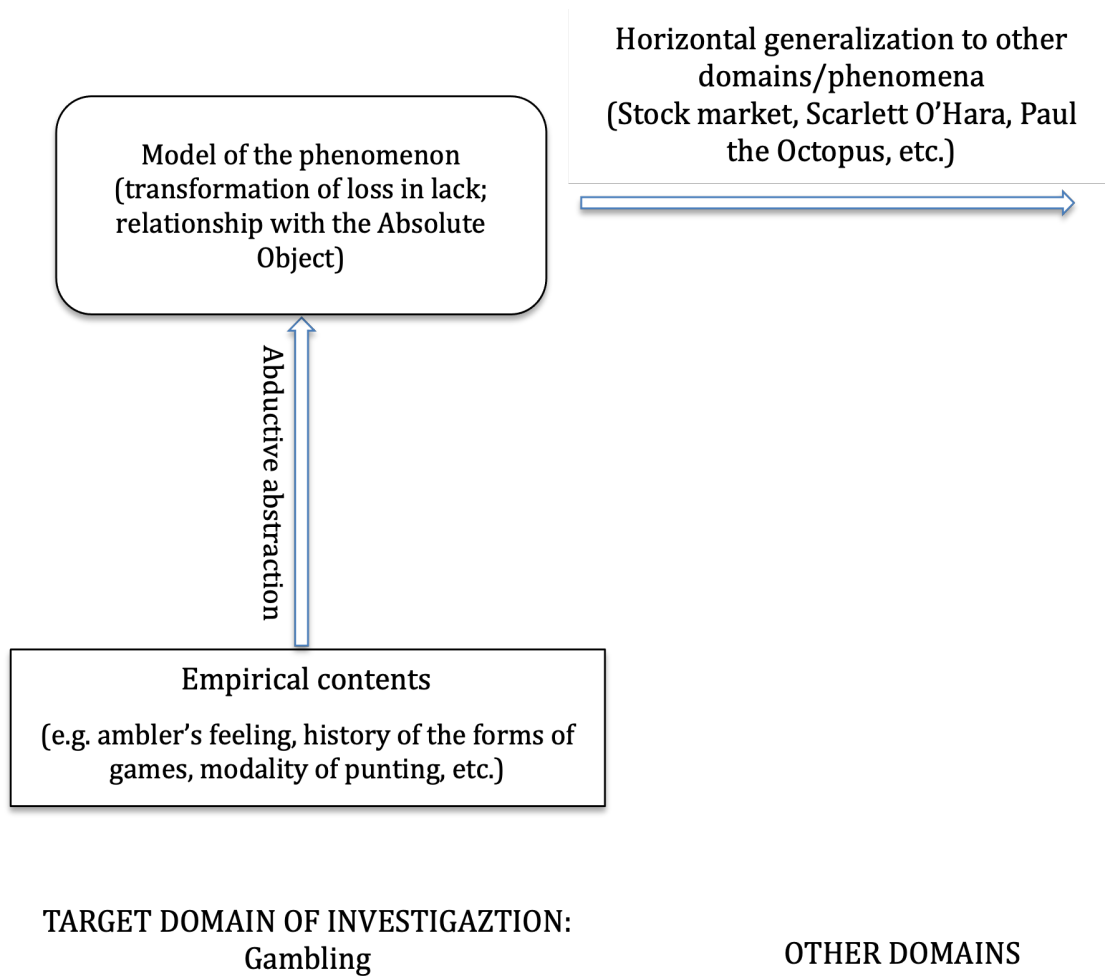 Horizontal generalization to other
domains/phenomena
(Stock market, Scarlett O’Hara, Paul
the Octopus, etc.)
Model of the phenomenon
(transformation of loss in lack;
relationship with the Absolute
Object)
Abductive abstraction
Empirical contents
(e.g. ambler’s feeling, history of the forms of
games, modality of punting, etc.)
TARGET DOMAIN OF INVESTIGAZTION:
Gambling
OTHER DOMAINS